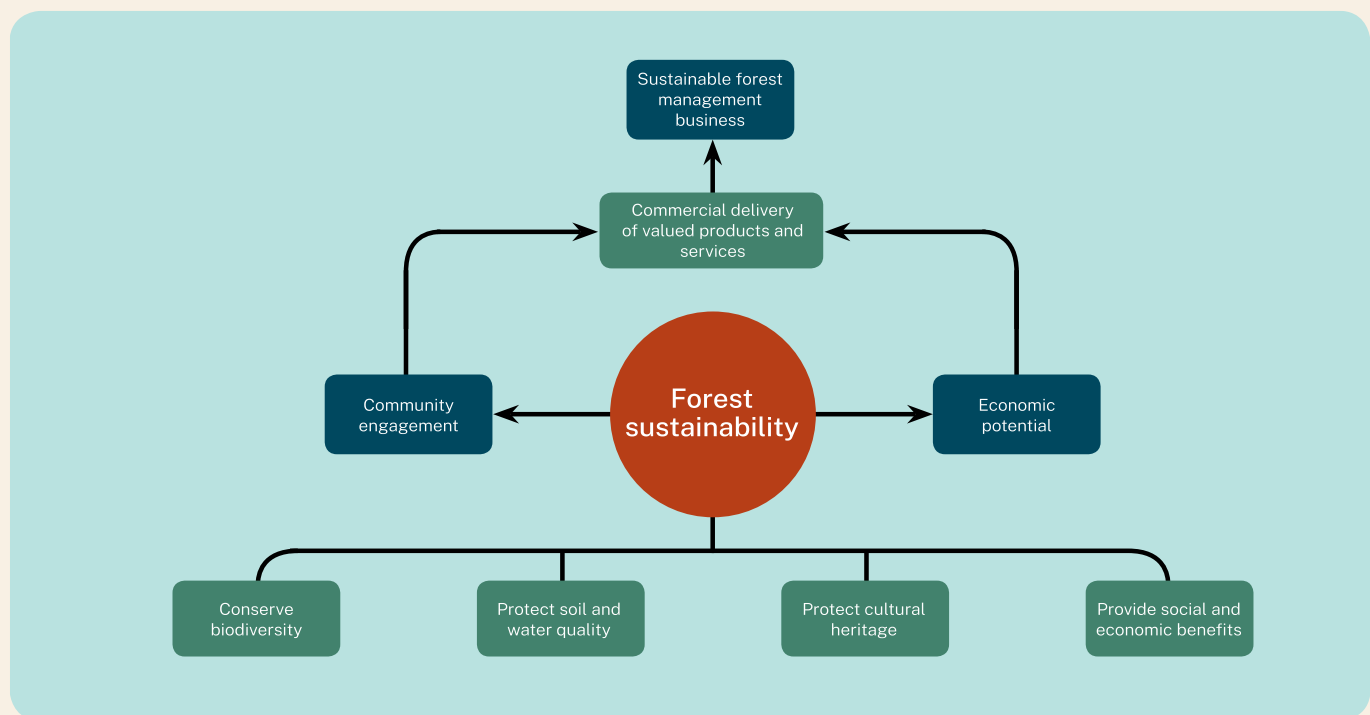 Sustainable forest
management
business
Commercial delivery
of valued products and
services
Forest
sustainability
Community
engagement
Economic
potential
Conserve
biodiversity
Protect soil and
water quality
Protect cultural
heritage
Provide social and
economic benefits